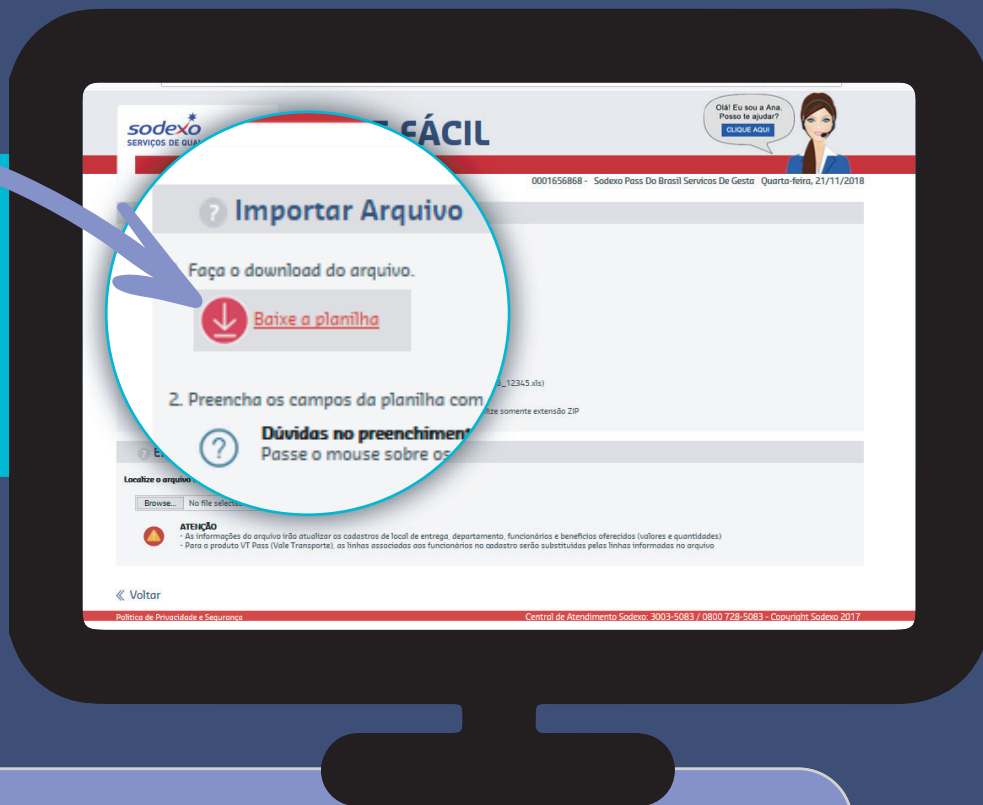 sodexo
SERVIÇOS DE QUAL
FÁCIL
Olá! Eu sou a Ana.
Posso te ajudar?
CLIQUE AQUI
0001656868 - Sodexo Pass Do Brasil Servicos De Gesta Quarta-feira, 21/11/2018
? Importar Arquivo
Faça o download do arquivo.
Baixe a planilha
_12345.xls)
2. Preencha os campos da planilha com
somente extensão ZIP
? Dúvidas no preenchiment
Passe o mouse sobre os
Localize o arquivo
Browse... No file selected
ATENÇÃO
- As informações do arquivo irão atualizar os cadastros de local de entrega, departamento, funcionários e benefícios oferecidos (valores e quantidades)
- Para o produto VT Pass (Vale Transporte), as linhas associadas aos funcionários no cadastro serão substituídas pelas linhas informadas no arquivo
« Voltar
Política de Privacidade e Segurança
Central de Atendimento Sodexo: 3003-5083 / 0800 728-5083 - Copyright Sodexo 2017